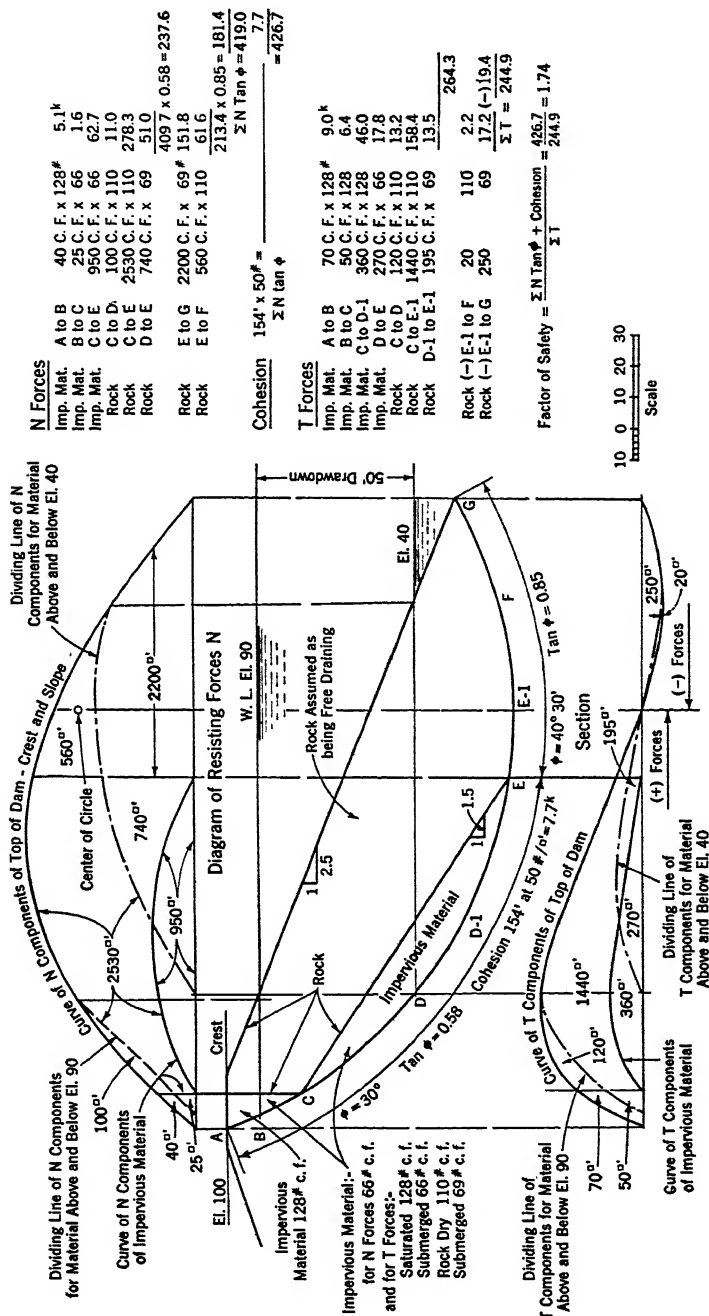 N Forces
Imp. Mat. A to B 40 C. F. x 128# 5.1k
Imp. Mat. B to C 25 C. F. x 66 1.6
Imp. Mat. C to E 950 C. F. x 66 62.7
Rock C to D 100 C. F. x 110 11.0
Rock C to E 2530 C. F. x 110 278.3
Rock D to E 740 C. F. x 69 51 0
409 7 x 0.58 = 237.6
Rock E to G 2200 C. F. x 69# 151.8
Rock E to F 560 C. F. x 110 61 6
213.4 x 0.85 = 181.4
Σ N Tan ϕ = 419.0
Cohesion 154' x 50# 7.7
Σ N tan ϕ = 426.7
T Forces
Imp. Mat. A to B 70 C. F. x 128# 9.0k
Imp. Mat. B to C 50 C. F. x 128 6.4
Imp. Mat. C to D-1 360 C. F. x 128 46.0
Imp. Mat. D to E 270 C. F. x 66 17.8
Rock C to D 120 C. F. x 110 13.2
Rock C to E-1 1440 C. F. x 110 158.4
Rock D-1 to E-1 195 C. F. x 69 13.5
264.3
Rock (-) E-1 to F 20 110 2.2
Rock (-) E-1 to G 250 69 17.2 (-)19.4
Σ T = 244.9
Factor of Safety = Σ N Tan ϕ + Cohesion / Σ T = 426.7 / 244.9 = 1.74
10 0 10 20 30
Scale
Dividing Line of N
Components for Material
Above and Below El. 40
Curve of N Components of Top of Dam - Crest and Slope
Dividing Line of N Components
for Material Above and Below El. 90
Curve of N Components
of Impervious Material
100□'
40□'
25□'
2530□'
950□'
740□'
560□'
2200□'
Center of Circle
Diagram of Resisting Forces N
W. L. El. 90
50' Drawdown
El. 40
El. 100
Crest
A
B
C
D
D-1
E
E-1
F
G
Rock
Rock Assumed as
being Free Draining
1
2.5
1
1.5
Impervious
Material 128# c. f.
Impervious Material
Impervious Material:-
for N Forces 66# c. f.
and for T Forces:-
Saturated 128# c. f.
Submerged 66# c. f.
Rock Dry 110# c. f.
Submerged 69# c. f.
ϕ = 30° Tan ϕ = 0.58
Cohesion 154' at 50 #/□' = 7.7k
ϕ = 40° 30' Tan ϕ = 0.85
Section
Dividing Line of
T Components for Material
Above and Below El. 90
Curve of T Components of Top of Dam
70□'
50□'
120□'
1440□'
360□'
270□'
195□'
250□'
20□'
(+) Forces
(-) Forces
Curve of T Components
of Impervious Material
Dividing Line of
T Components for Material
Above and Below El. 40